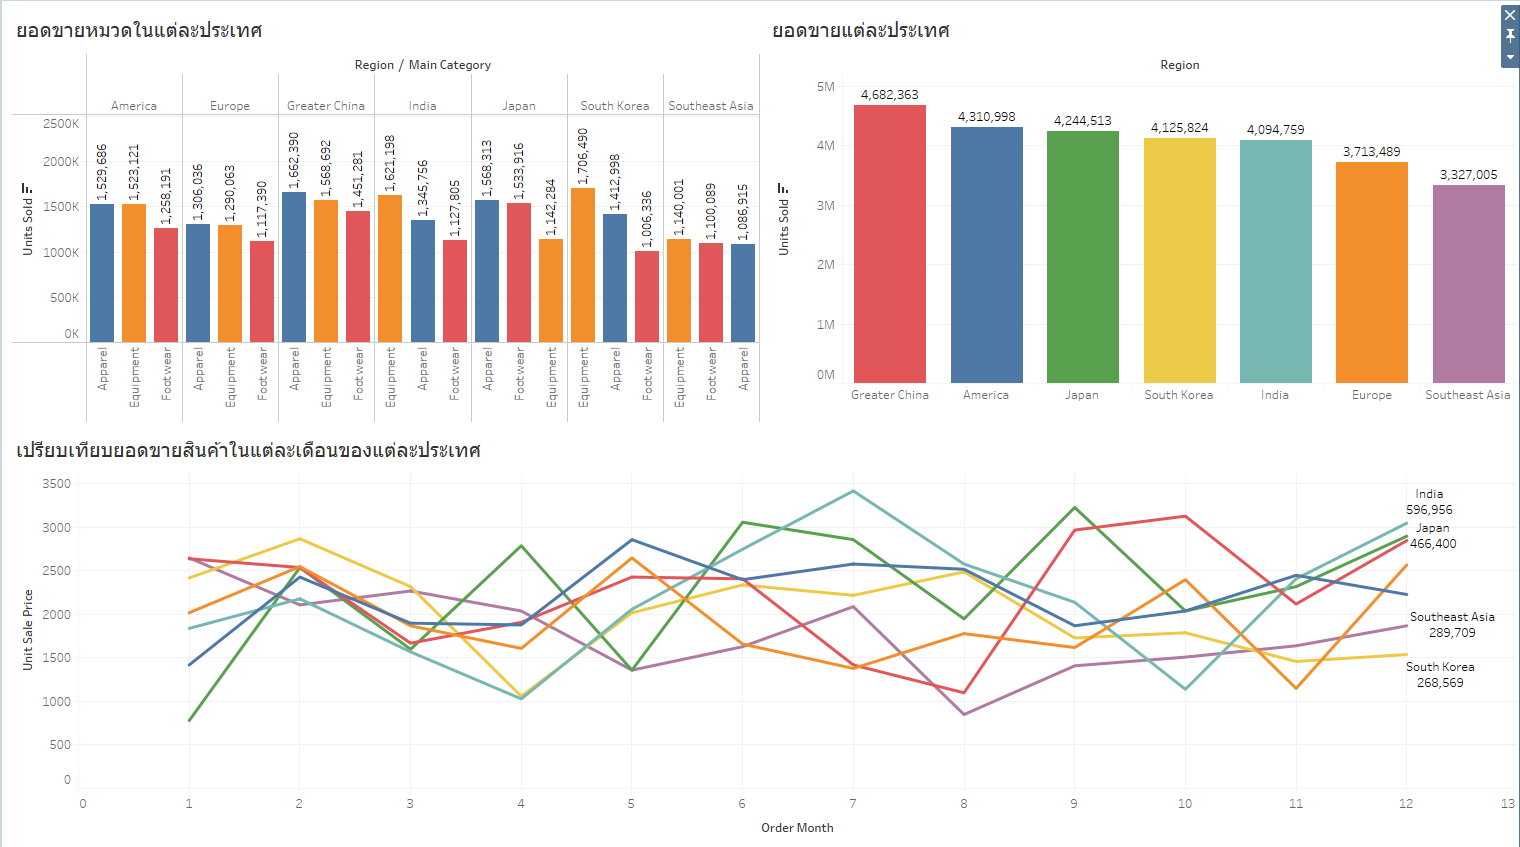 ยอดขายหมวดในแต่ละประเทศ
Region / Main Category
America Europe Greater China India Japan South Korea Southeast Asia
Units Sold
2500K
2000K
1500K
1000K
500K
0K
1,529,686 1,523,121 1,258,191 1,306,036 1,290,063 1,117,390 1,662,390 1,568,692 1,451,281 1,621,198 1,345,756 1,127,805 1,568,313 1,533,916 1,142,284 1,706,490 1,412,998 1,006,336 1,140,001 1,100,089 1,086,915
Apparel Equipment Footwear Apparel Equipment Footwear Apparel Equipment Footwear Equipment Apparel Footwear Apparel Footwear Equipment Equipment Apparel Footwear Equipment Footwear Apparel
ยอดขายแต่ละประเทศ
Region
Units Sold
5M
4M
3M
2M
1M
0M
4,682,363 4,310,998 4,244,513 4,125,824 4,094,759 3,713,489 3,327,005
Greater China America Japan South Korea India Europe Southeast Asia
เปรียบเทียบยอดขายสินค้าในแต่ละเดือนของแต่ละประเทศ
Unit Sale Price
3500
3000
2500
2000
1500
1000
500
0
India
596,956
Japan
466,400
Southeast Asia
289,709
South Korea
268,569
0 1 2 3 4 5 6 7 8 9 10 11 12 13
Order Month